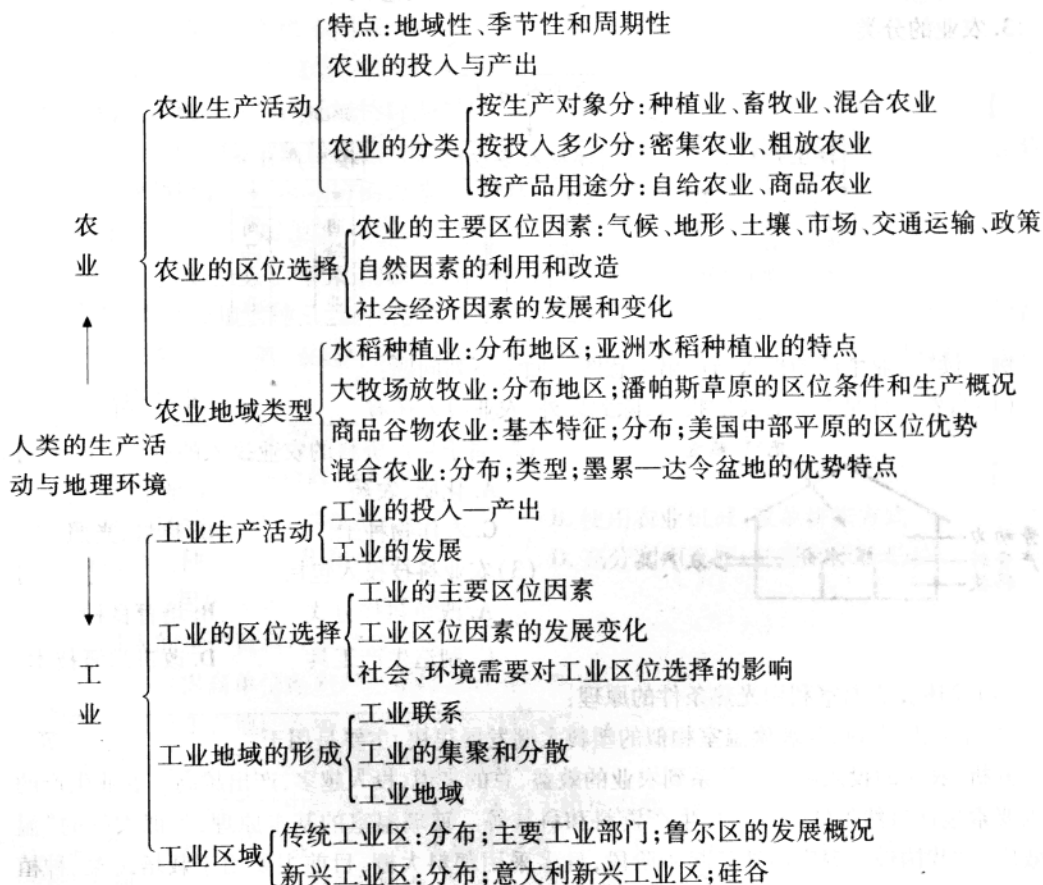 3.农业的分类
特点:地域性、季节性和周期性
农业的投入与产出
农业生产活动
按生产对象分:种植业、畜牧业、混合农业
农业的分类
按投入多少分:密集农业、粗放农业
按产品用途分:自给农业、商品农业
农业
农业的主要区位因素:气候、地形、土壤、市场、交通运输、政策
农业的区位选择
自然因素的利用和改造
社会经济因素的发展和变化
水稻种植业:分布地区;亚洲水稻种植业的特点
大牧场放牧业:分布地区;潘帕斯草原的区位条件和生产概况
农业地域类型
商品谷物农业:基本特征;分布;美国中部平原的区位优势
混合农业:分布;类型;墨累—达令盆地的优势特点
人类的生产活
动与地理环境
工业生产活动
工业的投入—产出
工业的发展
工业的主要区位因素
工业的区位选择
工业区位因素的发展变化
社会、环境需要对工业区位选择的影响
工业
工业联系
工业地域的形成
工业的集聚和分散
工业地域
工业区域
传统工业区:分布;主要工业部门;鲁尔区的发展概况
新兴工业区:分布;意大利新兴工业区;硅谷